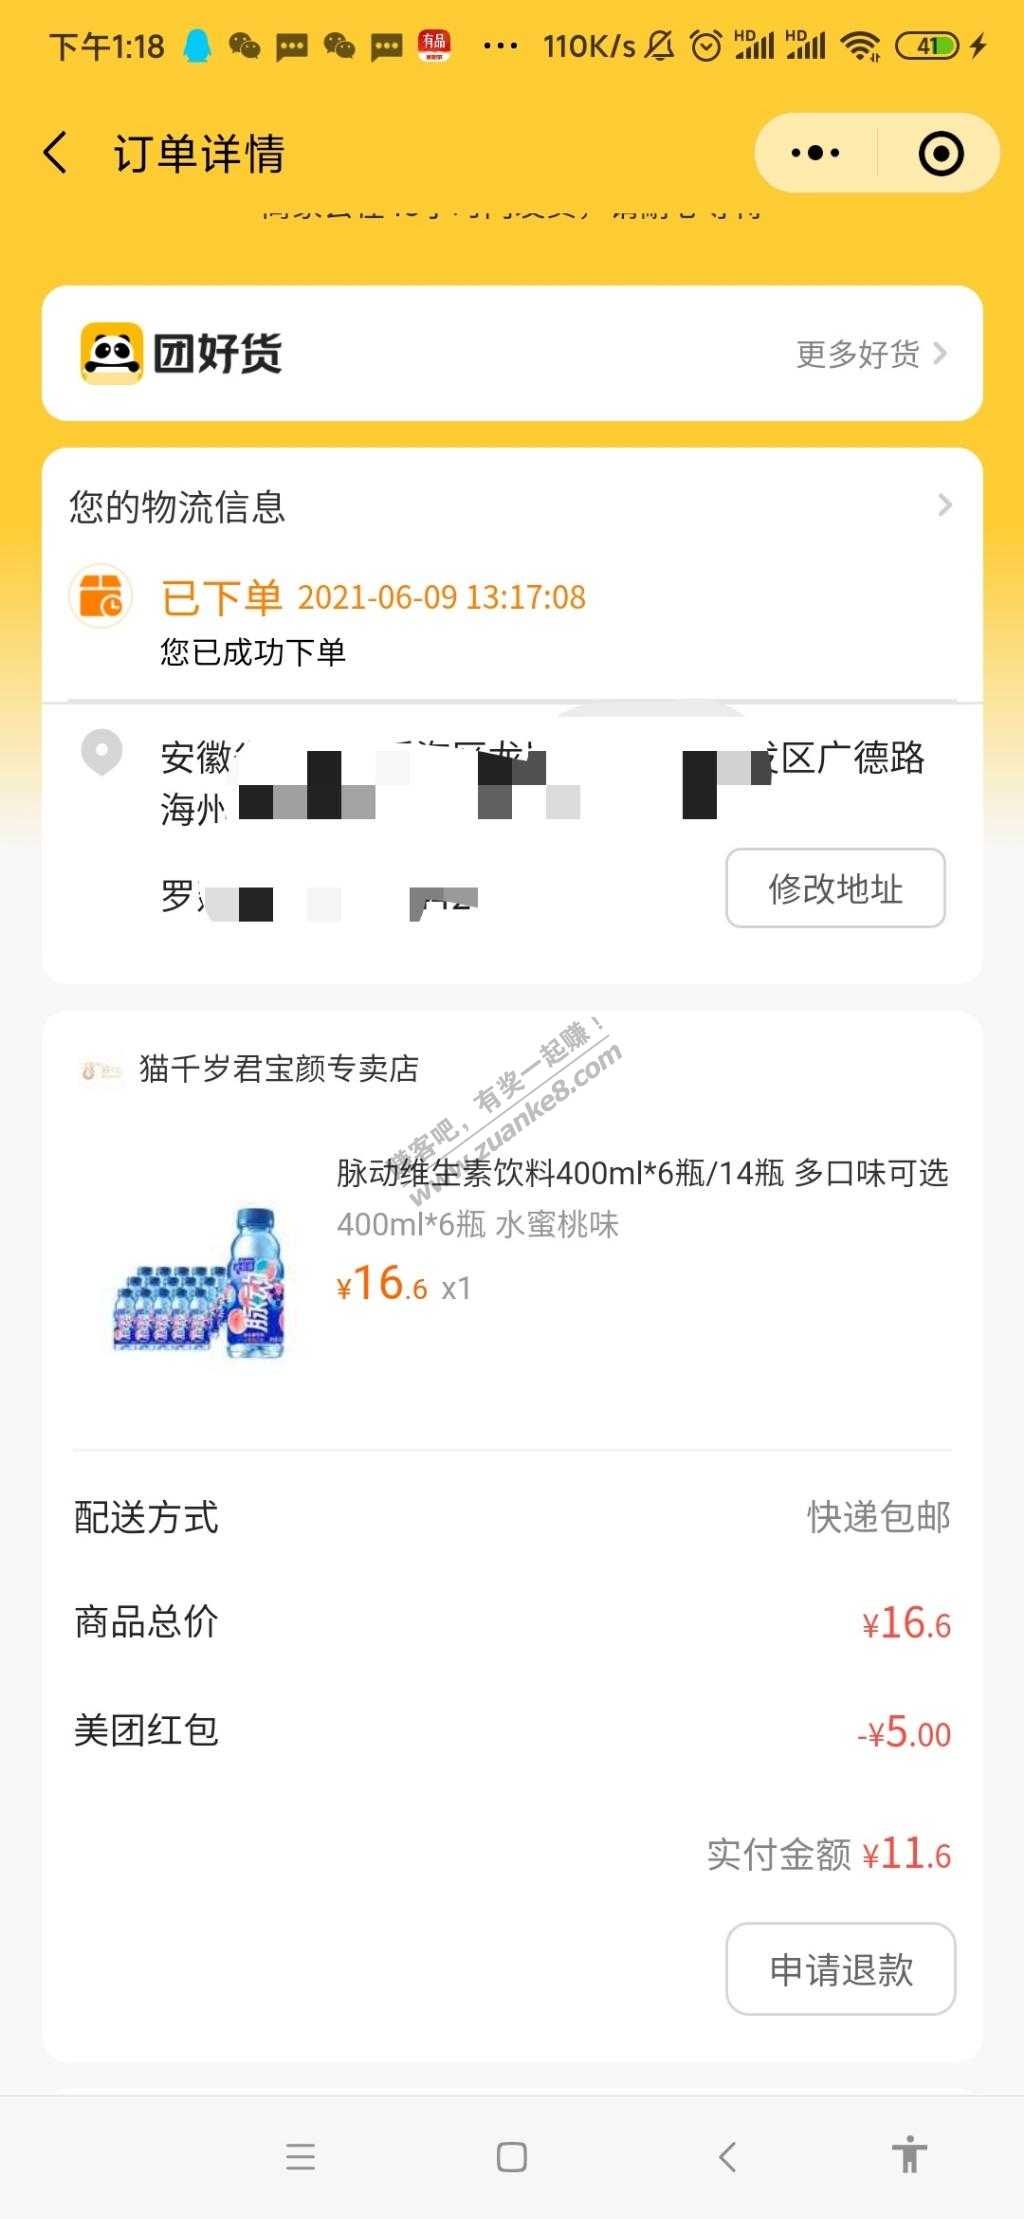 下午1:18
有品
110K/s
HD
HD
41
订单详情
团好货
更多好货
您的物流信息
已下单 2021-06-09 13:17:08
您已成功下单
安徽
区广德路
海州
罗
修改地址
猫千岁君宝颜专卖店
赚客吧，有奖一起赚！
www.zuanke8.com
脉动维生素饮料400ml*6瓶/14瓶 多口味可选
400ml*6瓶 水蜜桃味
¥16.6 x1
脉动
配送方式
快递包邮
商品总价
¥16.6
美团红包
-¥5.00
实付金额 ¥11.6
申请退款